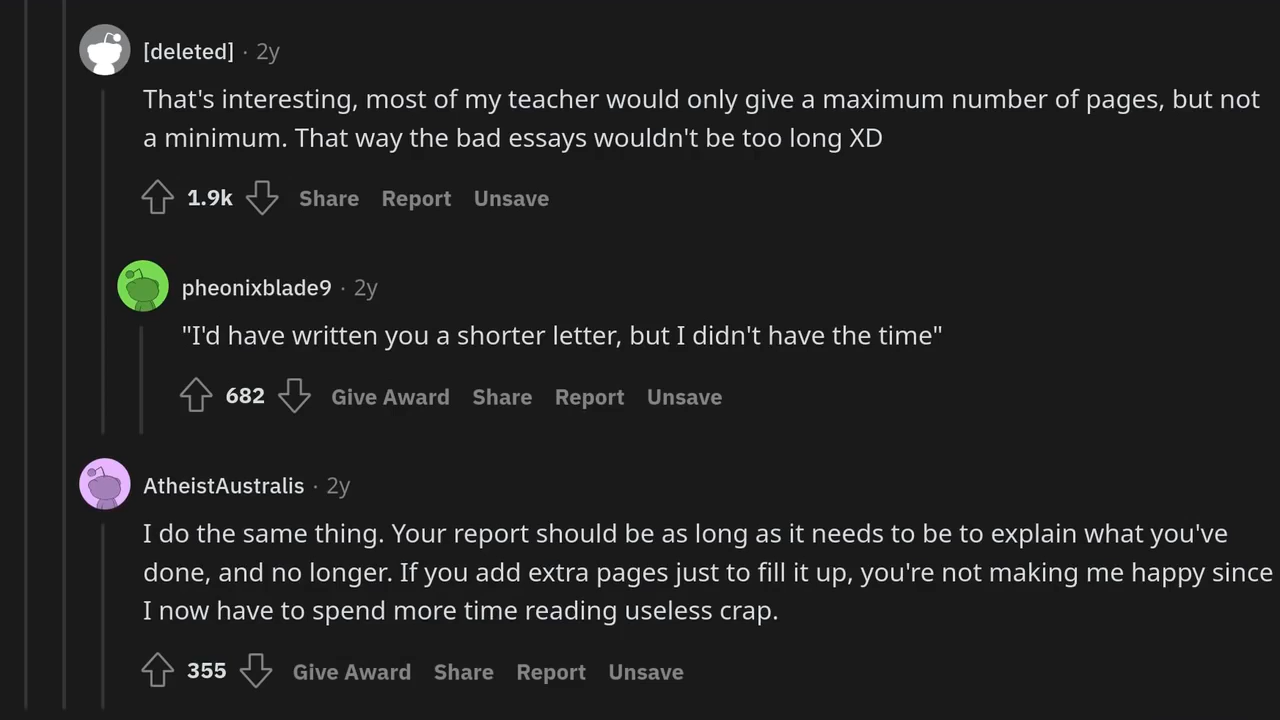 [deleted] · 2y
That's interesting, most of my teacher would only give a maximum number of pages, but not
a minimum. That way the bad essays wouldn't be too long XD
1.9k Share Report Unsave
pheonixblade9 · 2y
"I'd have written you a shorter letter, but I didn't have the time"
682 Give Award Share Report Unsave
AtheistAustralis · 2y
I do the same thing. Your report should be as long as it needs to be to explain what you've
done, and no longer. If you add extra pages just to fill it up, you're not making me happy since
I now have to spend more time reading useless crap.
355 Give Award Share Report Unsave